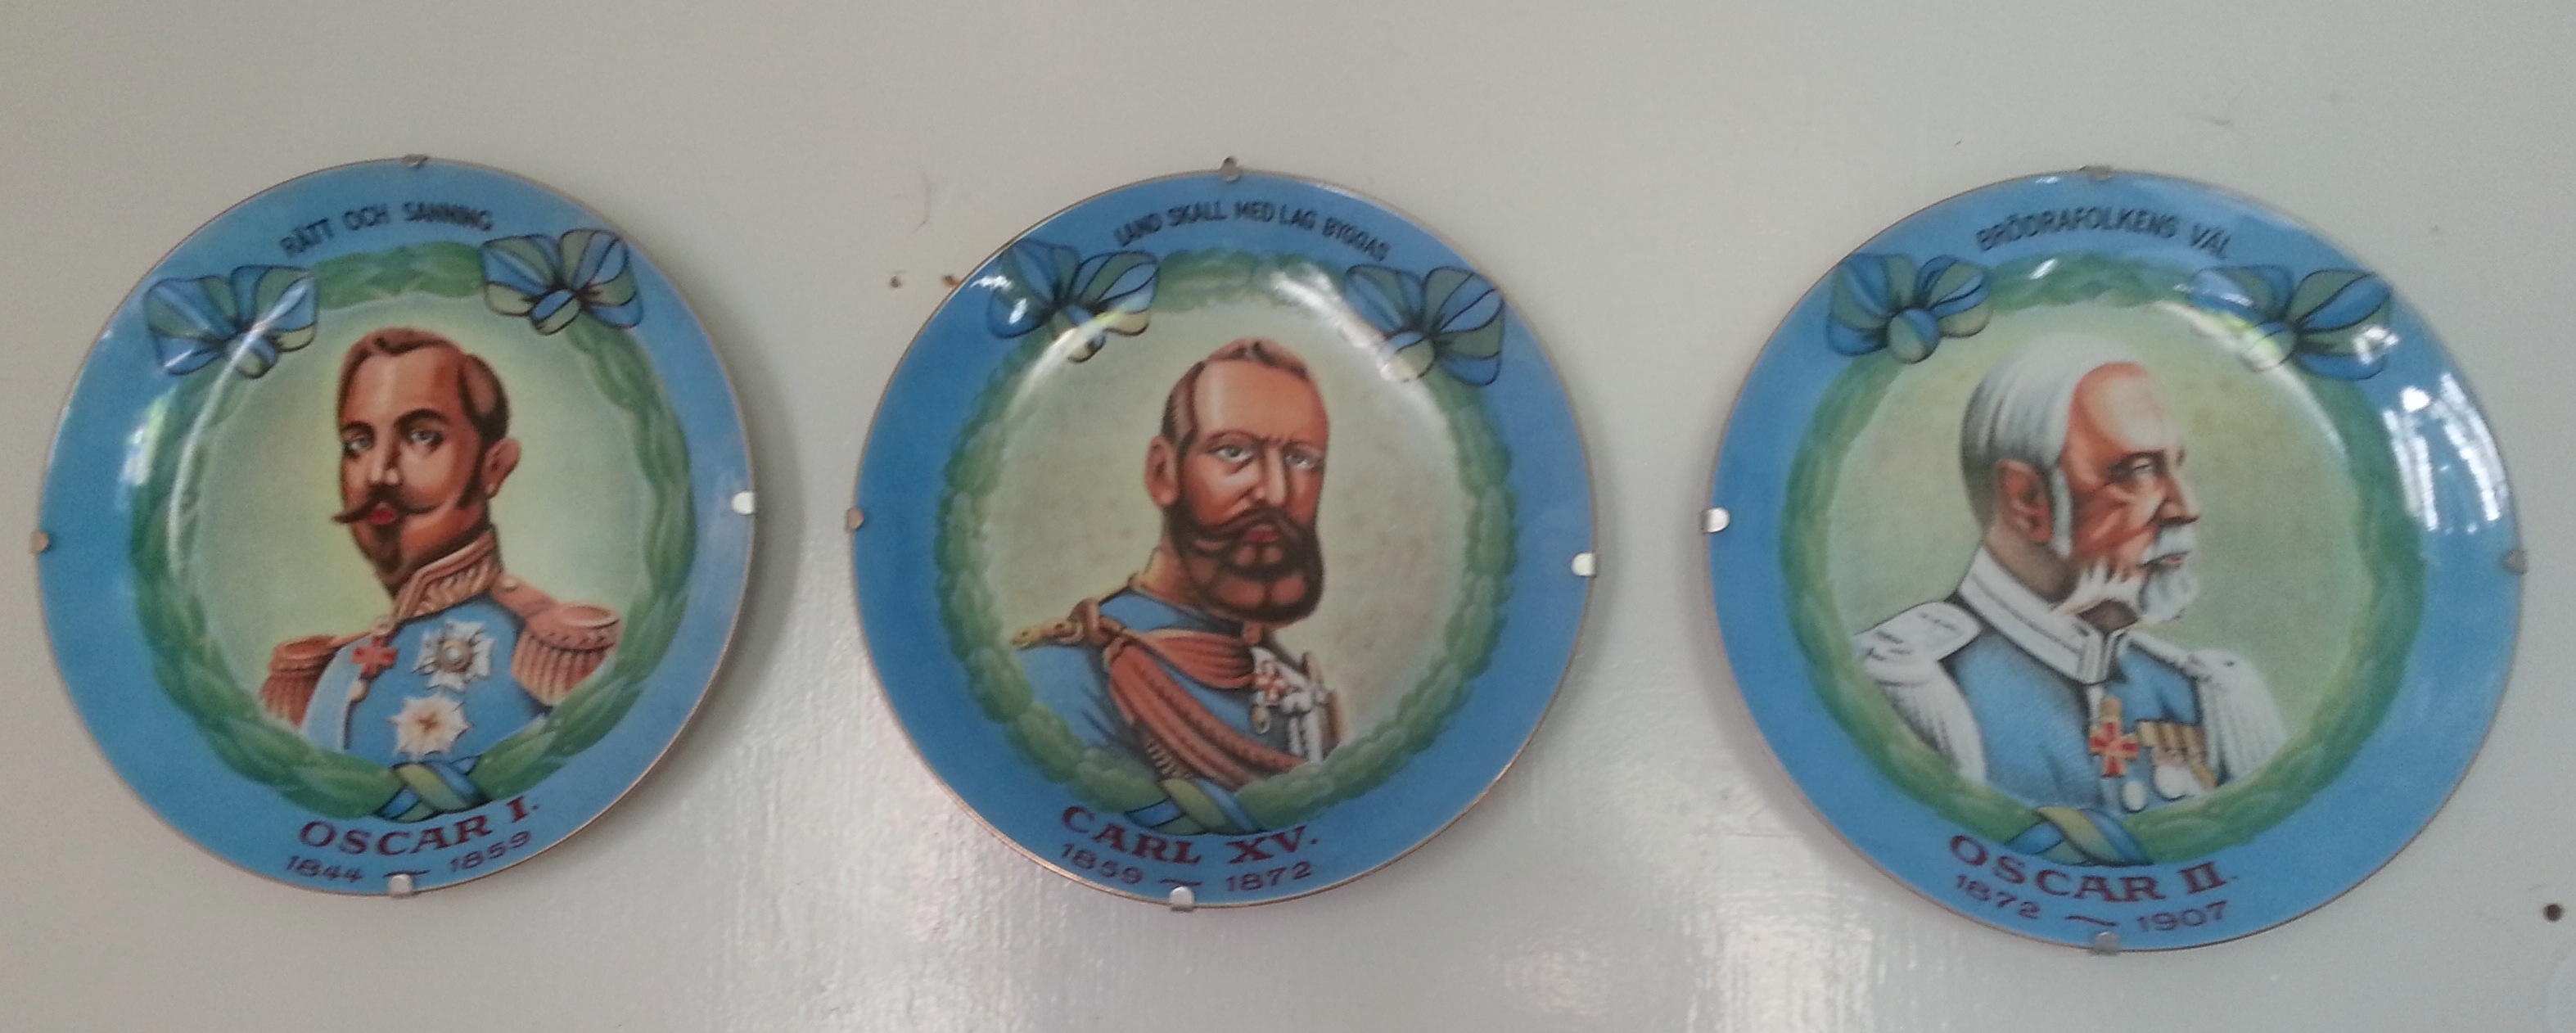 RÄTT OCH SANNING
OSCAR I.
1844 — 1859
LAND SKALL MED LAG BYGGAS
CARL XV.
1859 — 1872
BRÖDRAFOLKENS VÄL
OSCAR II.
1872 — 1907